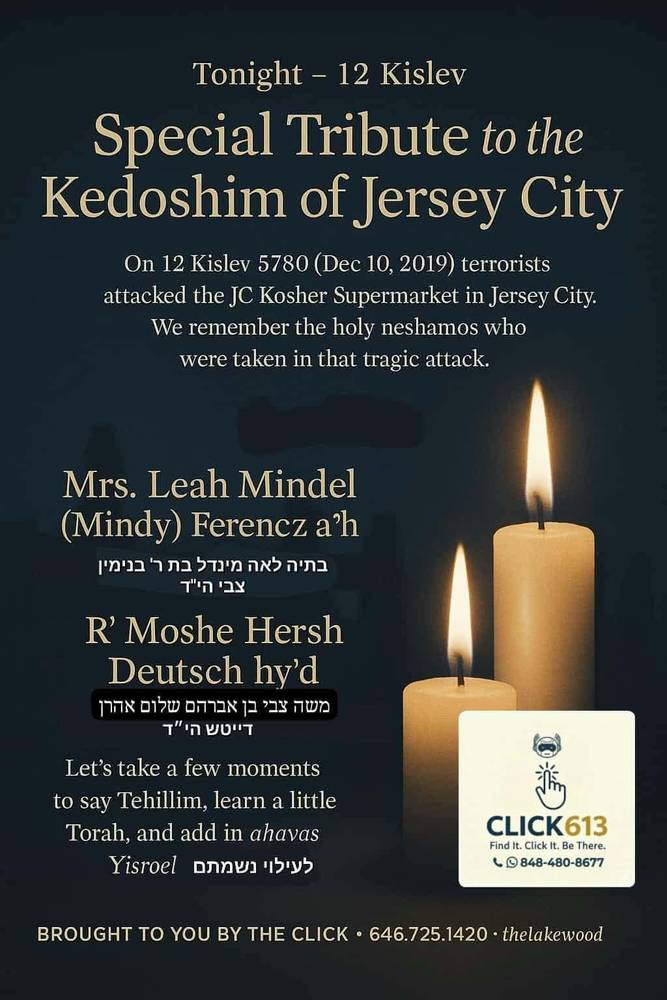 Tonight – 12 Kislev
Special Tribute to the
Kedoshim of Jersey City
On 12 Kislev 5780 (Dec 10, 2019) terrorists
attacked the JC Kosher Supermarket in Jersey City.
We remember the holy neshamos who
were taken in that tragic attack.
Mrs. Leah Mindel
(Mindy) Ferencz a’h
בתיה לאה מינדל בת ר' בנימין
צבי הי"ד
R’ Moshe Hersh
Deutsch hy’d
משה צבי בן אברהם שלום אהרן
דייטש הי״ד
Let’s take a few moments
to say Tehillim, learn a little
Torah, and add in ahavas
Yisroel לעילוי נשמתם
CLICK613
Find It. Click It. Be There.
848-480-8677
BROUGHT TO YOU BY THE CLICK • 646.725.1420 · thelakewood